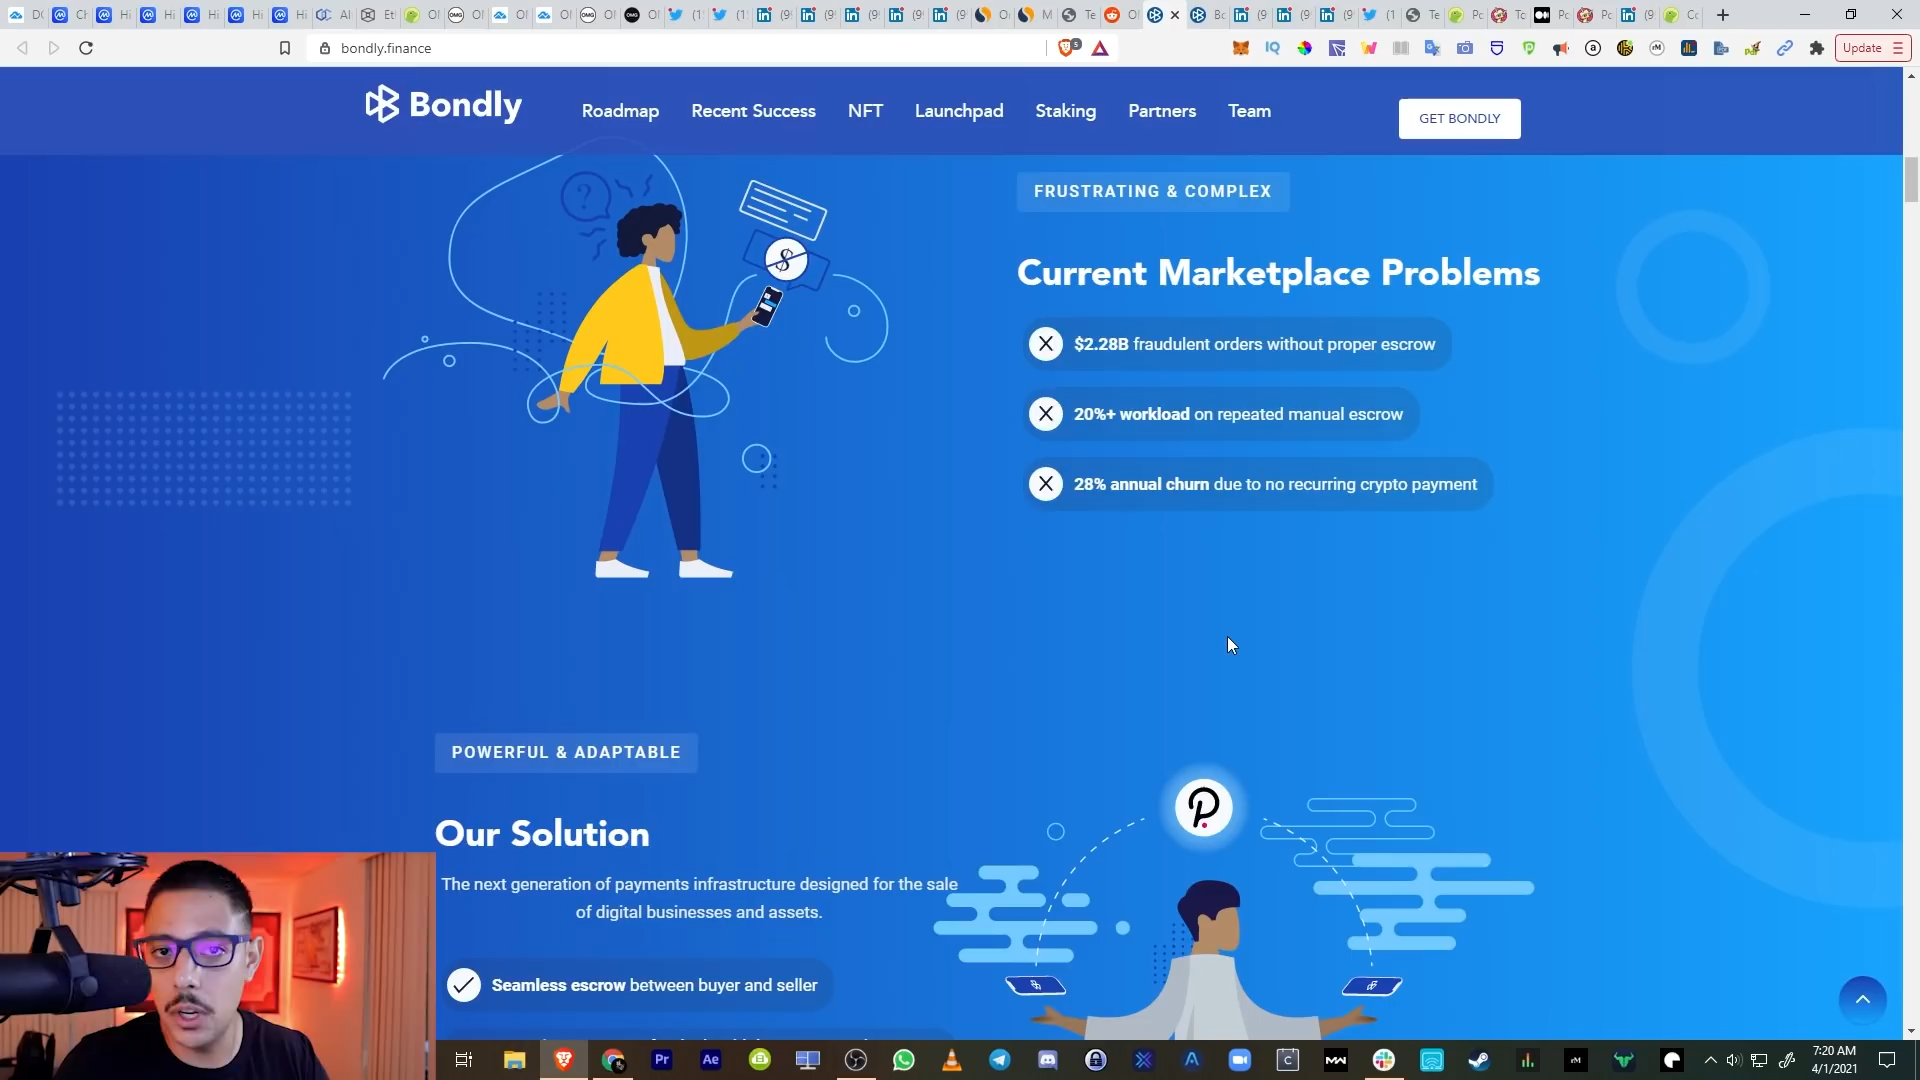 bondly.finance
Update
Bondly
Roadmap
Recent Success
NFT
Launchpad
Staking
Partners
Team
GET BONDLY
FRUSTRATING & COMPLEX
Current Marketplace Problems
$2.28B fraudulent orders without proper escrow
20%+ workload on repeated manual escrow
28% annual churn due to no recurring crypto payment
POWERFUL & ADAPTABLE
Our Solution
The next generation of payments infrastructure designed for the sale
of digital businesses and assets.
Seamless escrow between buyer and seller
7:20 AM
4/1/2021